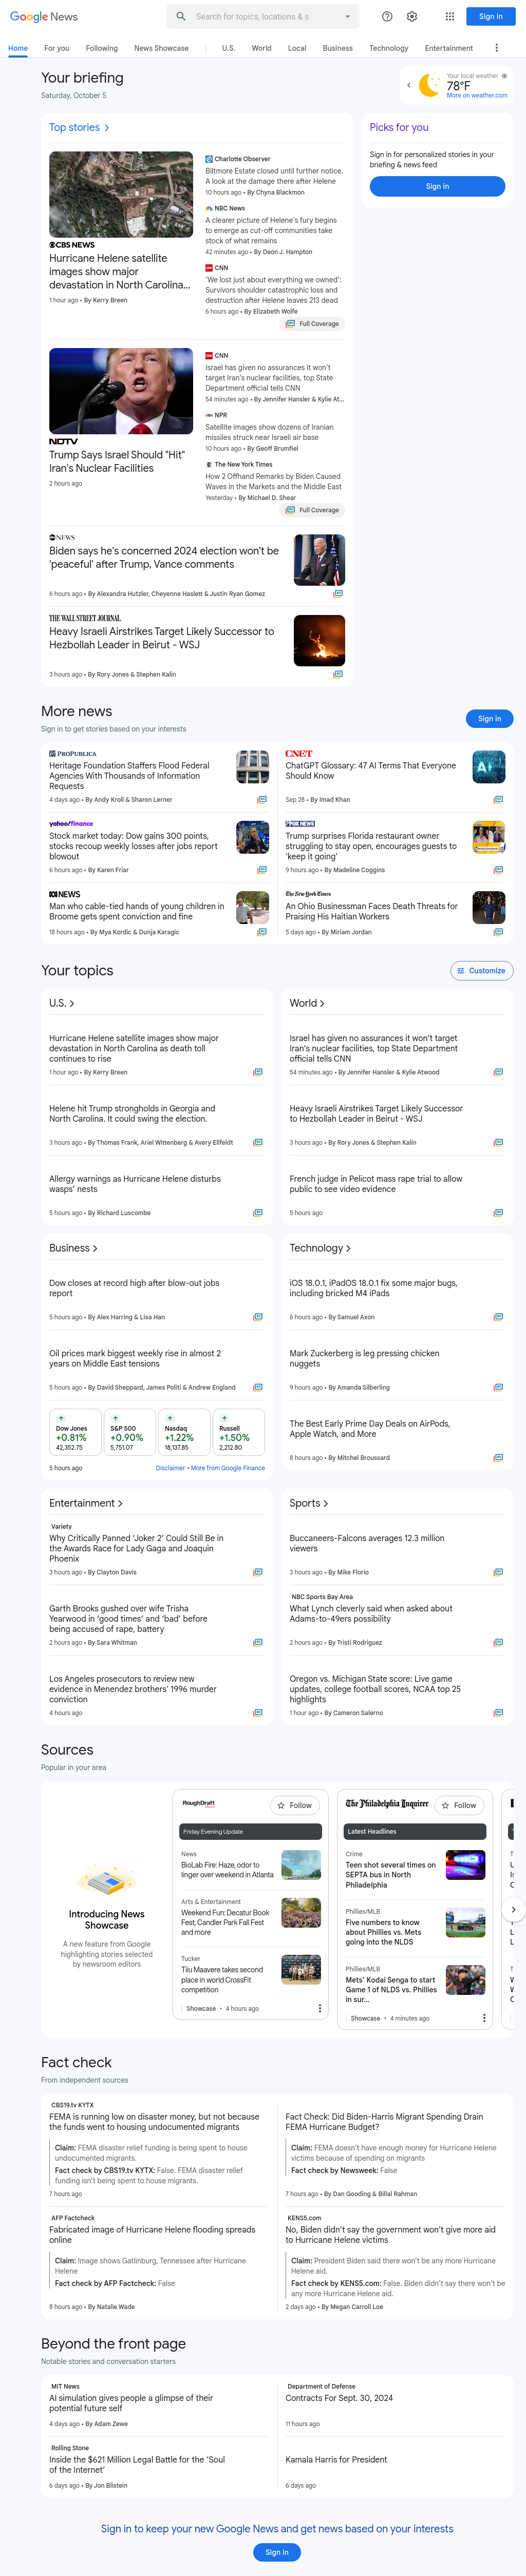 Google News
Search for topics, locations & s
Sign in
Home
For you
Following
News Showcase
U.S.
World
Local
Business
Technology
Entertainment
Your briefing
Saturday, October 5
Your local weather
78°F
More on weather.com
Top stories
CBS NEWS
Hurricane Helene satellite
images show major
devastation in North Carolina...
1 hour ago • By Kerry Breen
Charlotte Observer
Biltmore Estate closed until further notice.
A look at the damage there after Helene
10 hours ago • By Chyna Blackmon
NBC News
A clearer picture of Helene's fury begins
to emerge as cut-off communities take
stock of what remains
42 minutes ago • By Deon J. Hampton
CNN
'We lost just about everything we owned':
Survivors shoulder catastrophic loss and
destruction after Helene leaves 213 dead
6 hours ago • By Elizabeth Wolfe
Full Coverage
NDTV
Trump Says Israel Should "Hit"
Iran's Nuclear Facilities
2 hours ago
CNN
Israel has given no assurances it won't
target Iran's nuclear facilities, top State
Department official tells CNN
54 minutes ago • By Jennifer Hansler & Kylie At...
NPR
Satellite images show dozens of Iranian
missiles struck near Israeli air base
10 hours ago • By Geoff Brumfiel
The New York Times
How 2 Offhand Remarks by Biden Caused
Waves in the Markets and the Middle East
Yesterday • By Michael D. Shear
Full Coverage
Picks for you
Sign in for personalized stories in your
briefing & news feed
Sign in
abc NEWS
Biden says he's concerned 2024 election won't be
'peaceful' after Trump, Vance comments
6 hours ago • By Alexandra Hutzler, Cheyenne Haslett & Justin Ryan Gomez
THE WALL STREET JOURNAL
Heavy Israeli Airstrikes Target Likely Successor to
Hezbollah Leader in Beirut - WSJ
3 hours ago • By Rory Jones & Stephen Kalin
More news
Sign in to get stories based on your interests
Sign in
PROPUBLICA
Heritage Foundation Staffers Flood Federal
Agencies With Thousands of Information
Requests
4 days ago • By Andy Kroll & Sharon Lerner
CNET
ChatGPT Glossary: 47 AI Terms That Everyone
Should Know
Sep 28 • By Imad Khan
yahoo!finance
Stock market today: Dow gains 300 points,
stocks recoup weekly losses after jobs report
blowout
6 hours ago • By Karen Friar
FOX NEWS
Trump surprises Florida restaurant owner
struggling to stay open, encourages guests to
'keep it going'
9 hours ago • By Madeline Coggins
NEWS
Man who cable-tied hands of young children in
Broome gets spent conviction and fine
18 hours ago • By Mya Kordic & Dunja Karagic
The New York Times
An Ohio Businessman Faces Death Threats for
Praising His Haitian Workers
5 days ago • By Miriam Jordan
Your topics
Customize
U.S.
Hurricane Helene satellite images show major
devastation in North Carolina as death toll
continues to rise
1 hour ago • By Kerry Breen
Helene hit Trump strongholds in Georgia and
North Carolina. It could swing the election.
3 hours ago • By Thomas Frank, Ariel Wittenberg & Avery Ellfeldt
Allergy warnings as Hurricane Helene disturbs
wasps' nests
5 hours ago • By Richard Luscombe
World
Israel has given no assurances it won't target
Iran's nuclear facilities, top State Department
official tells CNN
54 minutes ago • By Jennifer Hansler & Kylie Atwood
Heavy Israeli Airstrikes Target Likely Successor
to Hezbollah Leader in Beirut - WSJ
3 hours ago • By Rory Jones & Stephen Kalin
French judge in Pelicot mass rape trial to allow
public to see video evidence
5 hours ago
Business
Dow closes at record high after blow-out jobs
report
5 hours ago • By Alex Harring & Lisa Han
Oil prices mark biggest weekly rise in almost 2
years on Middle East tensions
5 hours ago • By David Sheppard, James Politi & Andrew England
Dow Jones
+0.81%
42,352.75
S&P 500
+0.90%
5,751.07
Nasdaq
+1.22%
18,137.85
Russell
+1.50%
2,212.80
5 hours ago
Disclaimer • More from Google Finance
Technology
iOS 18.0.1, iPadOS 18.0.1 fix some major bugs,
including bricked M4 iPads
6 hours ago • By Samuel Axon
Mark Zuckerberg is leg pressing chicken
nuggets
9 hours ago • By Amanda Silberling
The Best Early Prime Day Deals on AirPods,
Apple Watch, and More
8 hours ago • By Mitchel Broussard
Entertainment
Variety
Why Critically Panned 'Joker 2' Could Still Be in
the Awards Race for Lady Gaga and Joaquin
Phoenix
3 hours ago • By Clayton Davis
Garth Brooks gushed over wife Trisha
Yearwood in 'good times' and 'bad' before
being accused of rape, battery
2 hours ago • By Sara Whitman
Los Angeles prosecutors to review new
evidence in Menendez brothers' 1996 murder
conviction
4 hours ago
Sports
Buccaneers-Falcons averages 12.3 million
viewers
3 hours ago • By Mike Florio
NBC Sports Bay Area
What Lynch cleverly said when asked about
Adams-to-49ers possibility
2 hours ago • By Tristi Rodriguez
Oregon vs. Michigan State score: Live game
updates, college football scores, NCAA top 25
highlights
1 hour ago • By Cameron Salerno
Sources
Popular in your area
Introducing News
Showcase
A new feature from Google
highlighting stories selected
by newsroom editors
RoughDraft
Follow
Friday Evening Update
News
BioLab Fire: Haze, odor to
linger over weekend in Atlanta
Arts & Entertainment
Weekend Fun: Decatur Book
Fest, Candler Park Fall Fest
and more
Tucker
Tiiu Maavere takes second
place in world CrossFit
competition
Showcase • 4 hours ago
The Philadelphia Inquirer
Follow
Latest Headlines
Crime
Teen shot several times on
SEPTA bus in North
Philadelphia
Phillies/MLB
Five numbers to know
about Phillies vs. Mets
going into the NLDS
Phillies/MLB
Mets' Kodai Senga to start
Game 1 of NLDS vs. Phillies
in sur...
Showcase • 4 minutes ago
Fact check
From independent sources
CBS19.tv KYTX
FEMA is running low on disaster money, but not because
the funds went to housing undocumented migrants
Claim: FEMA disaster relief funding is being spent to house
undocumented migrants.
Fact check by CBS19.tv KYTX: False. FEMA disaster relief
funding isn't being spent to house migrants.
7 hours ago
Fact Check: Did Biden-Harris Migrant Spending Drain
FEMA Hurricane Budget?
Claim: FEMA doesn't have enough money for Hurricane Helene
victims because of spending on migrants
Fact check by Newsweek: False
7 hours ago • By Dan Gooding & Billal Rahman
AFP Factcheck
Fabricated image of Hurricane Helene flooding spreads
online
Claim: Image shows Gatlinburg, Tennessee after Hurricane
Helene
Fact check by AFP Factcheck: False
8 hours ago • By Natalie Wade
KENS5.com
No, Biden didn't say the government won't give more aid
to Hurricane Helene victims
Claim: President Biden said there won't be any more Hurricane
Helene aid.
Fact check by KENS5.com: False. Biden didn't say there won't be
any more Hurricane Helene aid.
2 days ago • By Megan Carroll Loe
Beyond the front page
Notable stories and conversation starters
MIT News
AI simulation gives people a glimpse of their
potential future self
4 days ago • By Adam Zewe
Department of Defense
Contracts For Sept. 30, 2024
11 hours ago
Rolling Stone
Inside the $621 Million Legal Battle for the 'Soul
of the Internet'
6 days ago • By Jon Blistein
Kamala Harris for President
6 days ago
Sign in to keep your new Google News and get news based on your interests
Sign in